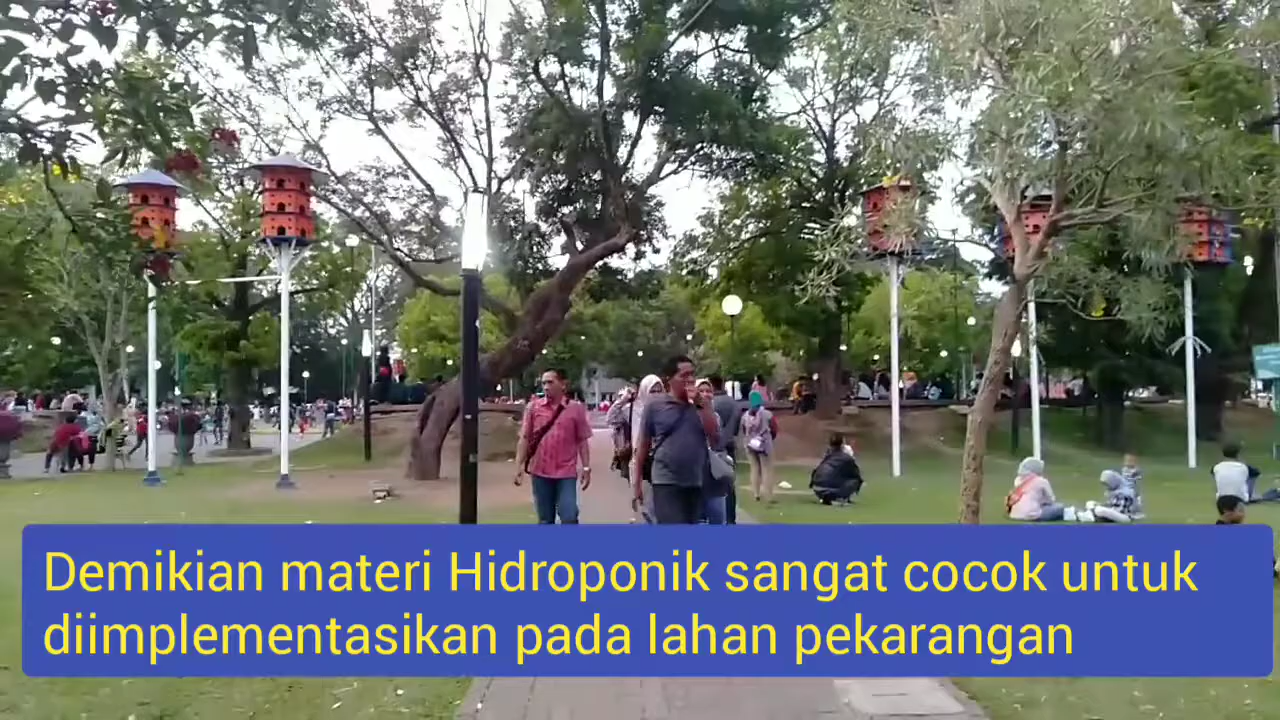 Demikian materi Hidroponik sangat cocok untuk
diimplementasikan pada lahan pekarangan